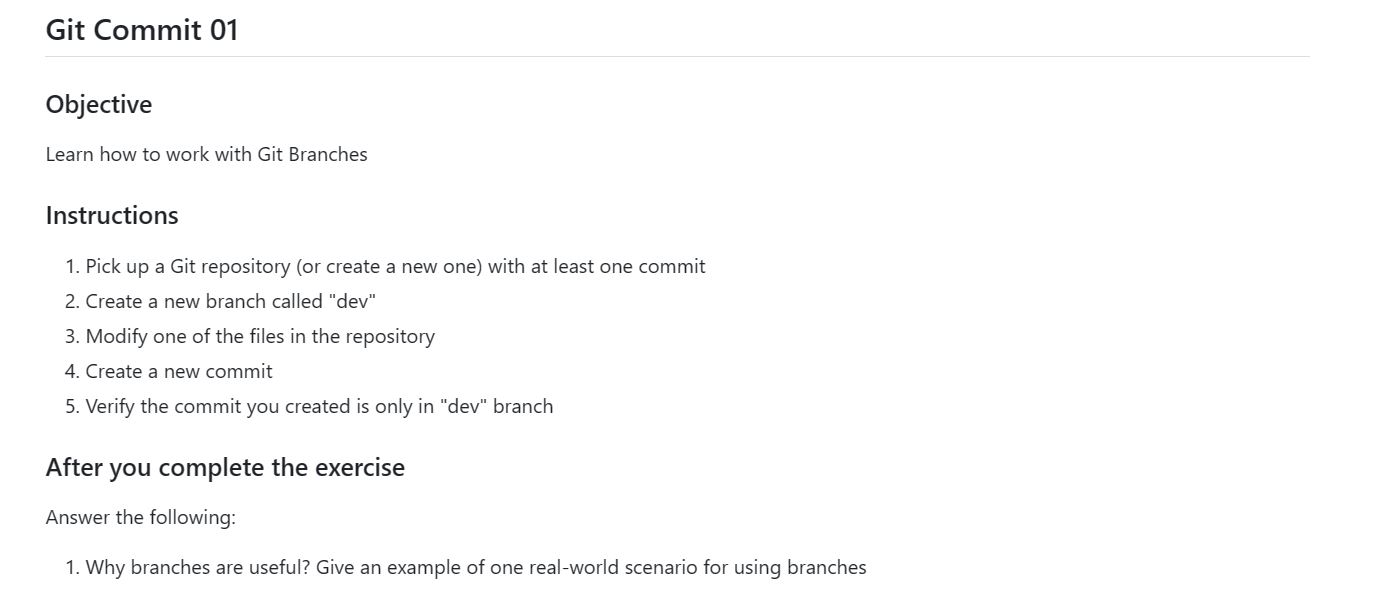 Git Commit 01
Objective
Learn how to work with Git Branches
Instructions
1. Pick up a Git repository (or create a new one) with at least one commit
2. Create a new branch called "dev"
3. Modify one of the files in the repository
4. Create a new commit
5. Verify the commit you created is only in "dev" branch
After you complete the exercise
Answer the following:
1. Why branches are useful? Give an example of one real-world scenario for using branches